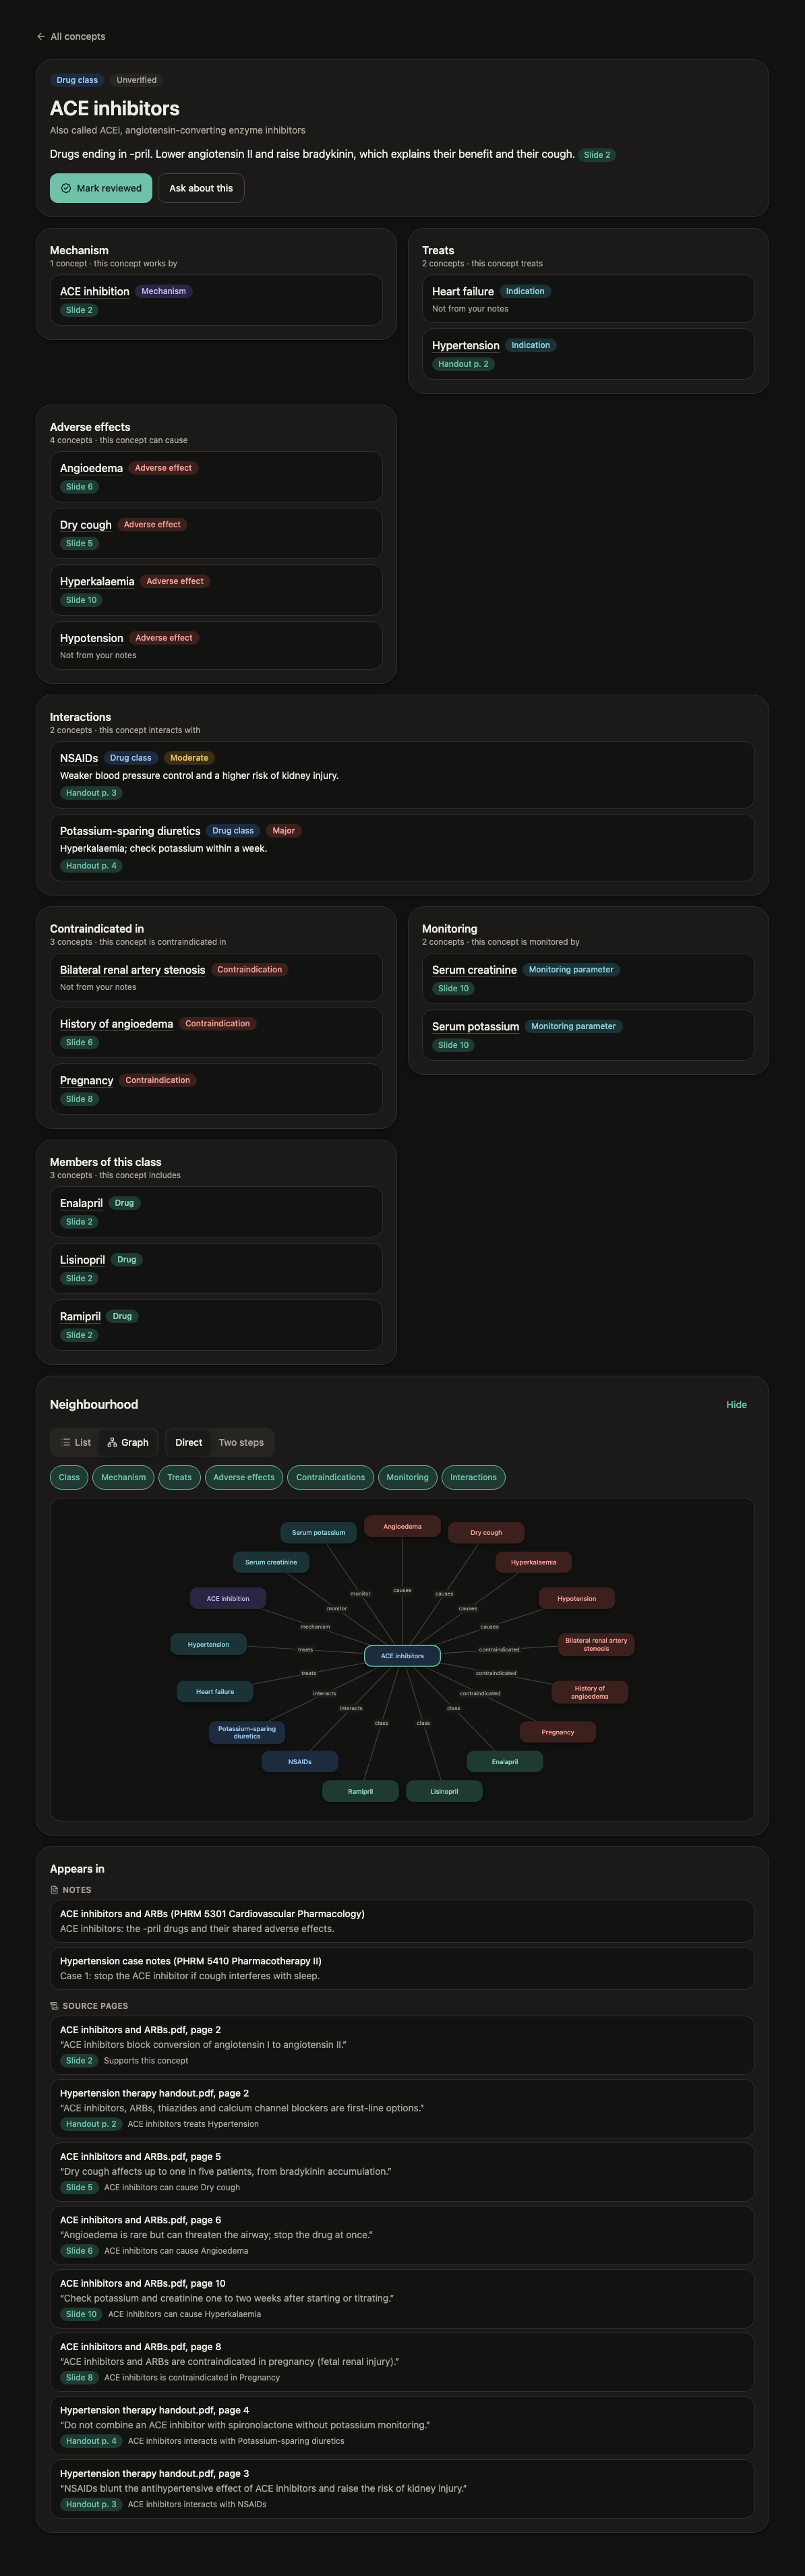 All concepts
Drug class Unverified
ACE inhibitors
Also called ACEi, angiotensin-converting enzyme inhibitors
Drugs ending in -pril. Lower angiotensin II and raise bradykinin, which explains their benefit and their cough. Slide 2
Mark reviewed Ask about this
Mechanism
1 concept · this concept works by
ACE inhibition Mechanism
Slide 2
Treats
2 concepts · this concept treats
Heart failure Indication
Not from your notes
Hypertension Indication
Handout p. 2
Adverse effects
4 concepts · this concept can cause
Angioedema Adverse effect
Slide 6
Dry cough Adverse effect
Slide 5
Hyperkalaemia Adverse effect
Slide 10
Hypotension Adverse effect
Not from your notes
Interactions
2 concepts · this concept interacts with
NSAIDs Drug class Moderate
Weaker blood pressure control and a higher risk of kidney injury.
Handout p. 3
Potassium-sparing diuretics Drug class Major
Hyperkalaemia; check potassium within a week.
Handout p. 4
Contraindicated in
3 concepts · this concept is contraindicated in
Bilateral renal artery stenosis Contraindication
Not from your notes
History of angioedema Contraindication
Slide 6
Pregnancy Contraindication
Slide 8
Monitoring
2 concepts · this concept is monitored by
Serum creatinine Monitoring parameter
Slide 10
Serum potassium Monitoring parameter
Slide 10
Members of this class
3 concepts · this concept includes
Enalapril Drug
Slide 2
Lisinopril Drug
Slide 2
Ramipril Drug
Slide 2
Neighbourhood Hide
List Graph Direct Two steps
Class Mechanism Treats Adverse effects Contraindications Monitoring Interactions
Angioedema
Serum potassium
Dry cough
Serum creatinine
Hyperkalaemia
causes
monitor
causes
ACE inhibition
Hypotension
monitor
causes
mechanism
causes
Hypertension
Bilateral renal artery
stenosis
treats
contraindicated
ACE inhibitors
treats
contraindicated
Heart failure
History of
angioedema
interacts
contraindicated
interacts
class
class
class
Potassium-sparing
diuretics
Pregnancy
NSAIDs
Enalapril
Ramipril
Lisinopril
Appears in
NOTES
ACE inhibitors and ARBs (PHRM 5301 Cardiovascular Pharmacology)
ACE inhibitors: the -pril drugs and their shared adverse effects.
Hypertension case notes (PHRM 5410 Pharmacotherapy II)
Case 1: stop the ACE inhibitor if cough interferes with sleep.
SOURCE PAGES
ACE inhibitors and ARBs.pdf, page 2
“ACE inhibitors block conversion of angiotensin I to angiotensin II.”
Slide 2 Supports this concept
Hypertension therapy handout.pdf, page 2
“ACE inhibitors, ARBs, thiazides and calcium channel blockers are first-line options.”
Handout p. 2 ACE inhibitors treats Hypertension
ACE inhibitors and ARBs.pdf, page 5
“Dry cough affects up to one in five patients, from bradykinin accumulation.”
Slide 5 ACE inhibitors can cause Dry cough
ACE inhibitors and ARBs.pdf, page 6
“Angioedema is rare but can threaten the airway; stop the drug at once.”
Slide 6 ACE inhibitors can cause Angioedema
ACE inhibitors and ARBs.pdf, page 10
“Check potassium and creatinine one to two weeks after starting or titrating.”
Slide 10 ACE inhibitors can cause Hyperkalaemia
ACE inhibitors and ARBs.pdf, page 8
“ACE inhibitors and ARBs are contraindicated in pregnancy (fetal renal injury).”
Slide 8 ACE inhibitors is contraindicated in Pregnancy
Hypertension therapy handout.pdf, page 4
“Do not combine an ACE inhibitor with spironolactone without potassium monitoring.”
Handout p. 4 ACE inhibitors interacts with Potassium-sparing diuretics
Hypertension therapy handout.pdf, page 3
“NSAIDs blunt the antihypertensive effect of ACE inhibitors and raise the risk of kidney injury.”
Handout p. 3 ACE inhibitors interacts with NSAIDs